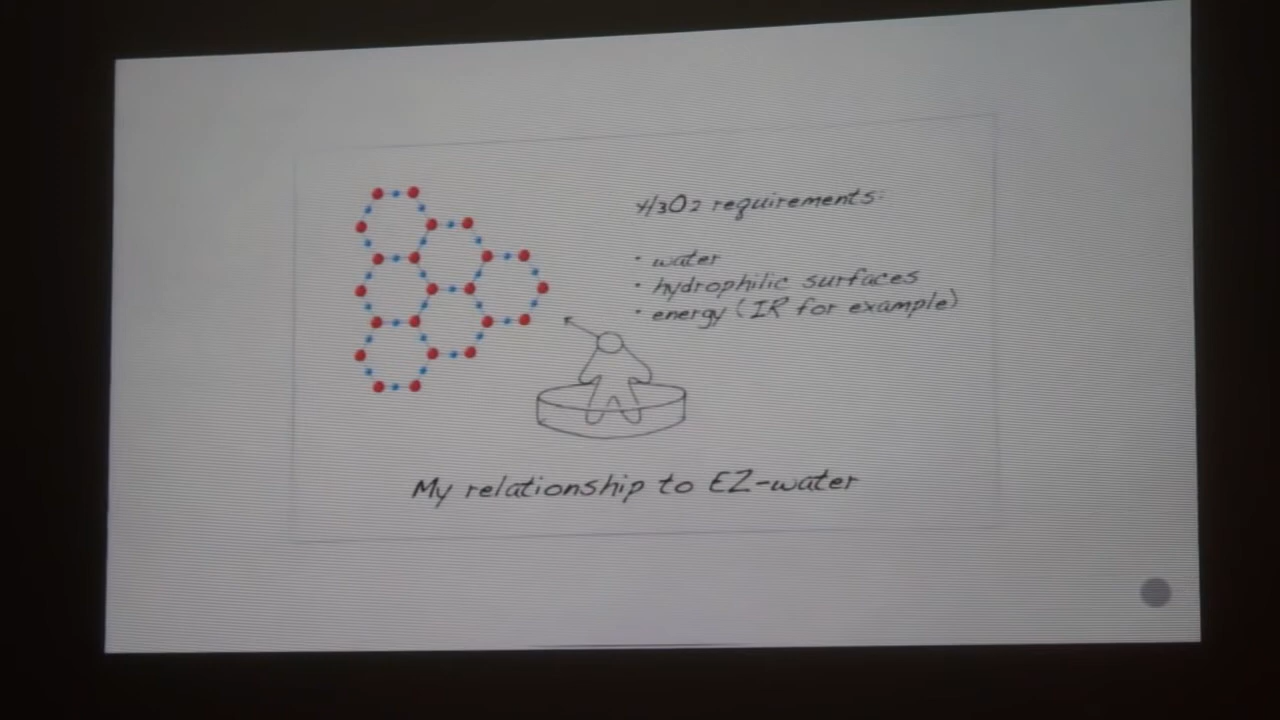 H3O2 requirements:
• water
• hydrophilic surfaces
• energy (IR for example)
My relationship to EZ-water